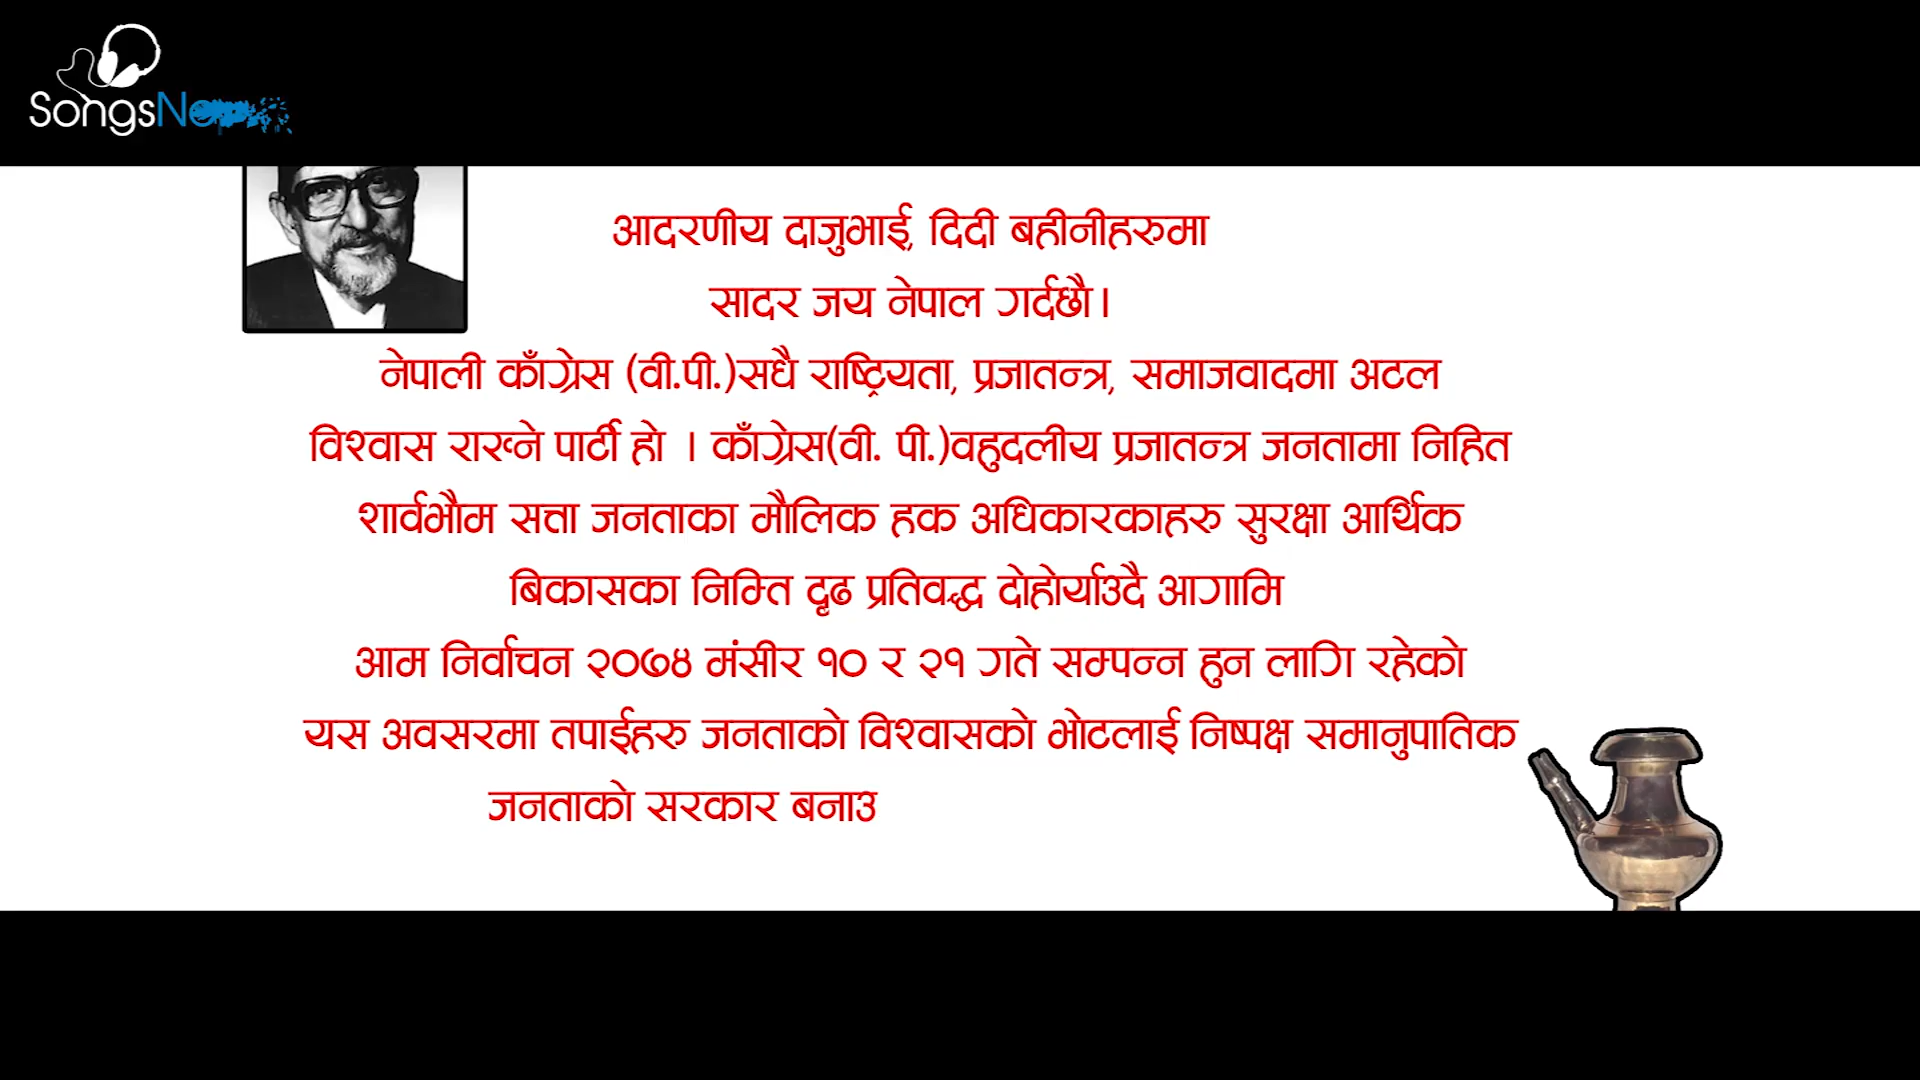 SongsNep
आदरणीय दाजुभाई, दिदी बहीनीहरुमा
सादर जय नेपाल गर्दछौ।
नेपाली काँग्रेस (वी.पी.)सधै राष्ट्रियता, प्रजातन्त्र, समाजवादमा अटल
विश्वास राख्ने पार्टी हो । काँग्रेस(वी. पी.)वहुदलीय प्रजातन्त्र जनतामा निहित
शार्वभौम सत्ता जनताका मौलिक हक अधिकारकाहरु सुरक्षा आर्थिक
बिकासका निम्ति दृढ प्रतिवद्ध दोहोर्याउदै आगामि
आम निर्वाचन २०७४ मंसीर १० र २१ गते सम्पन्न हुन लागि रहेको
यस अवसरमा तपाईहरु जनताको विश्वासको भोटलाई निष्पक्ष समानुपातिक
जनताको सरकार बनाउ